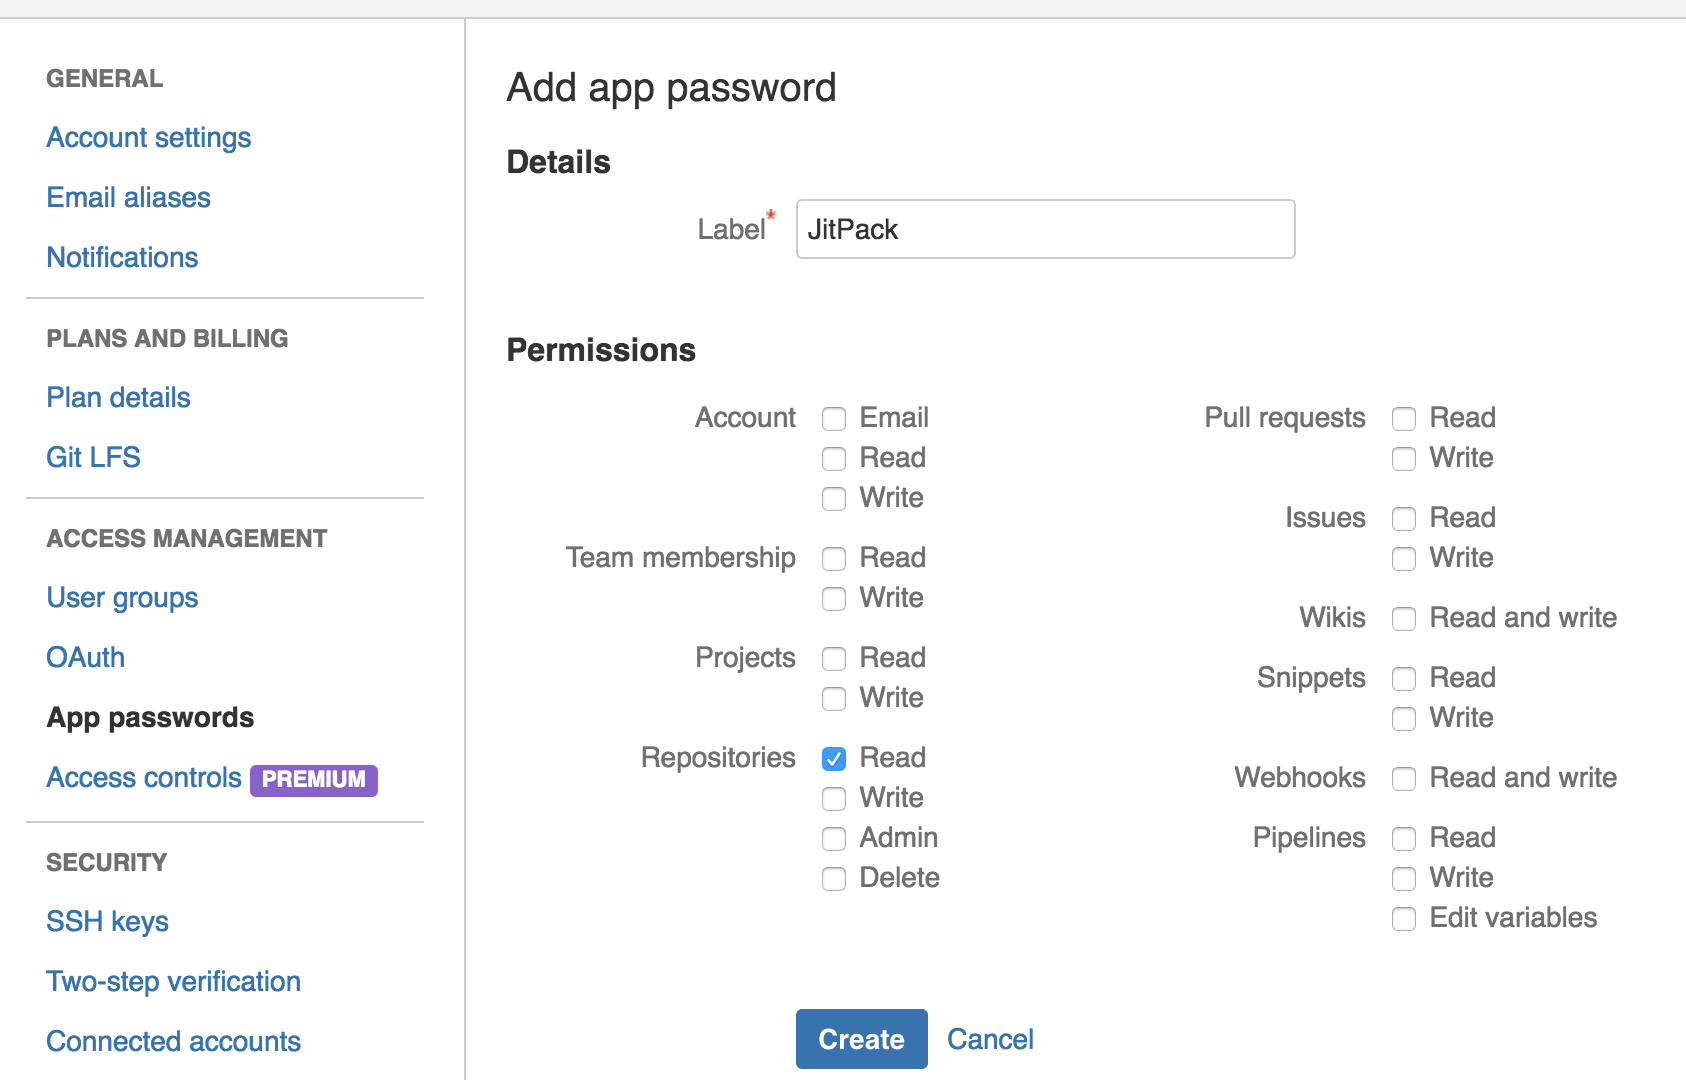 GENERAL
Account settings
Email aliases
Notifications
PLANS AND BILLING
Plan details
Git LFS
ACCESS MANAGEMENT
User groups
OAuth
App passwords
Access controls PREMIUM
SECURITY
SSH keys
Two-step verification
Connected accounts
Add app password
Details
Label* JitPack
Permissions
Account Email
Read
Write
Team membership Read
Write
Projects Read
Write
Repositories Read
Write
Admin
Delete
Pull requests Read
Write
Issues Read
Write
Wikis Read and write
Snippets Read
Write
Webhooks Read and write
Pipelines Read
Write
Edit variables
Create Cancel